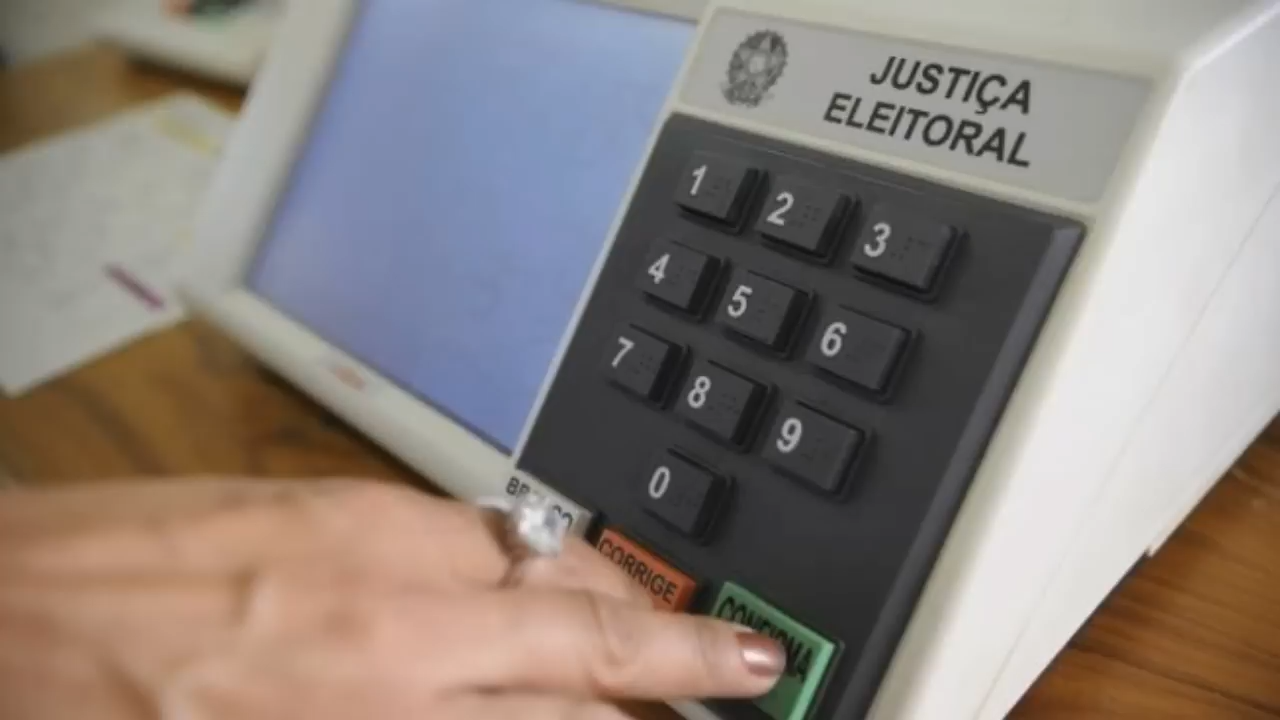 JUSTIÇA
ELEITORAL
1 2 3
4 5 6
7 8 9
0
CORRIGE
CONFIRMA